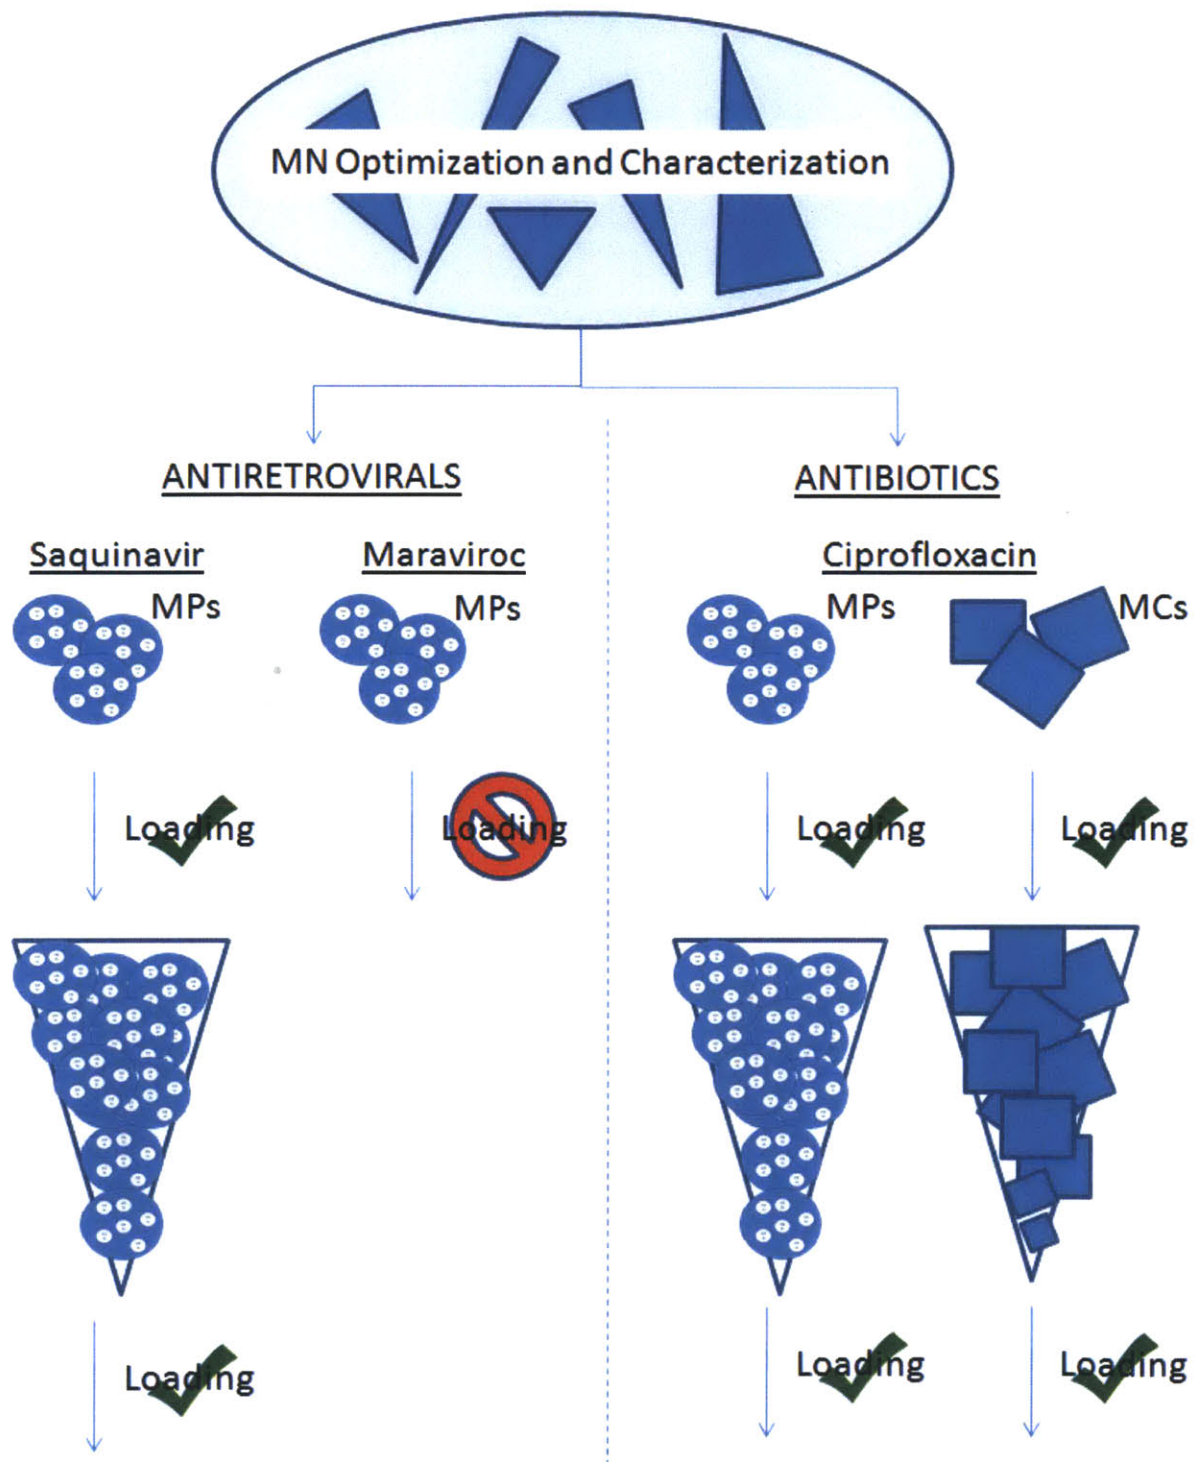 MN Optimization and Characterization
ANTIRETROVIRALS
ANTIBIOTICS
Saquinavir
Maraviroc
Ciprofloxacin
MPs
MPs
MPs
MCs
Loading
Loading
Loading
Loading
Loading
Loading
Loading